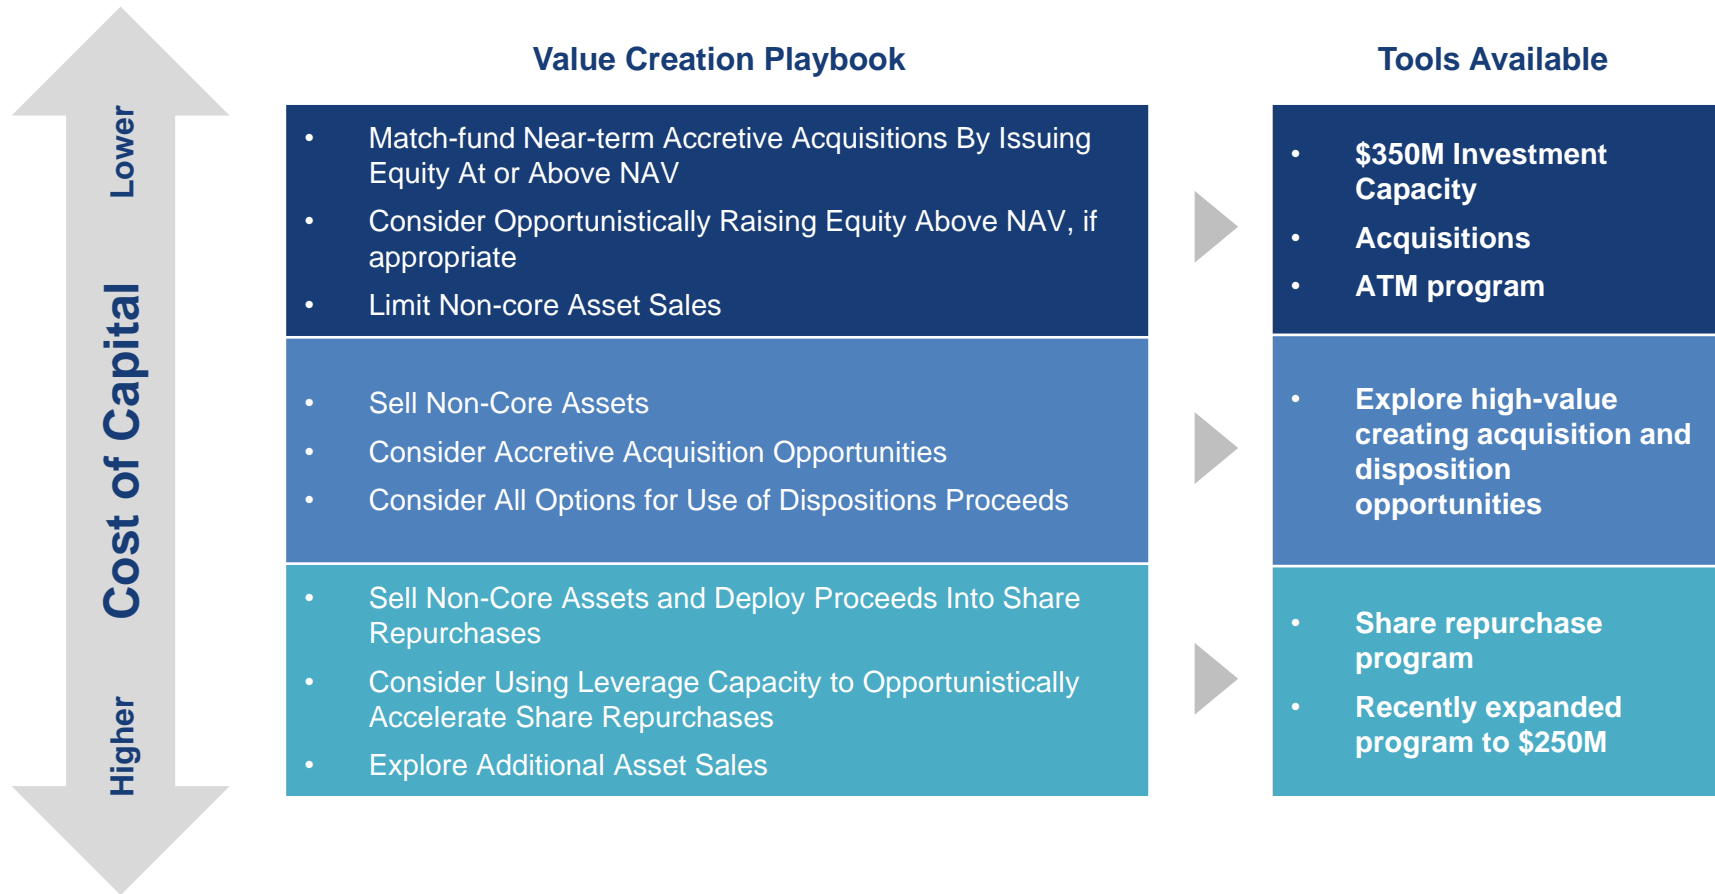 Value Creation Playbook
Tools Available
Lower
Cost of Capital
Higher
• Match-fund Near-term Accretive Acquisitions By Issuing
Equity At or Above NAV
• Consider Opportunistically Raising Equity Above NAV, if
appropriate
• Limit Non-core Asset Sales
• $350M Investment
Capacity
• Acquisitions
• ATM program
• Sell Non-Core Assets
• Consider Accretive Acquisition Opportunities
• Consider All Options for Use of Dispositions Proceeds
• Explore high-value
creating acquisition and
disposition
opportunities
• Sell Non-Core Assets and Deploy Proceeds Into Share
Repurchases
• Consider Using Leverage Capacity to Opportunistically
Accelerate Share Repurchases
• Explore Additional Asset Sales
• Share repurchase
program
• Recently expanded
program to $250M